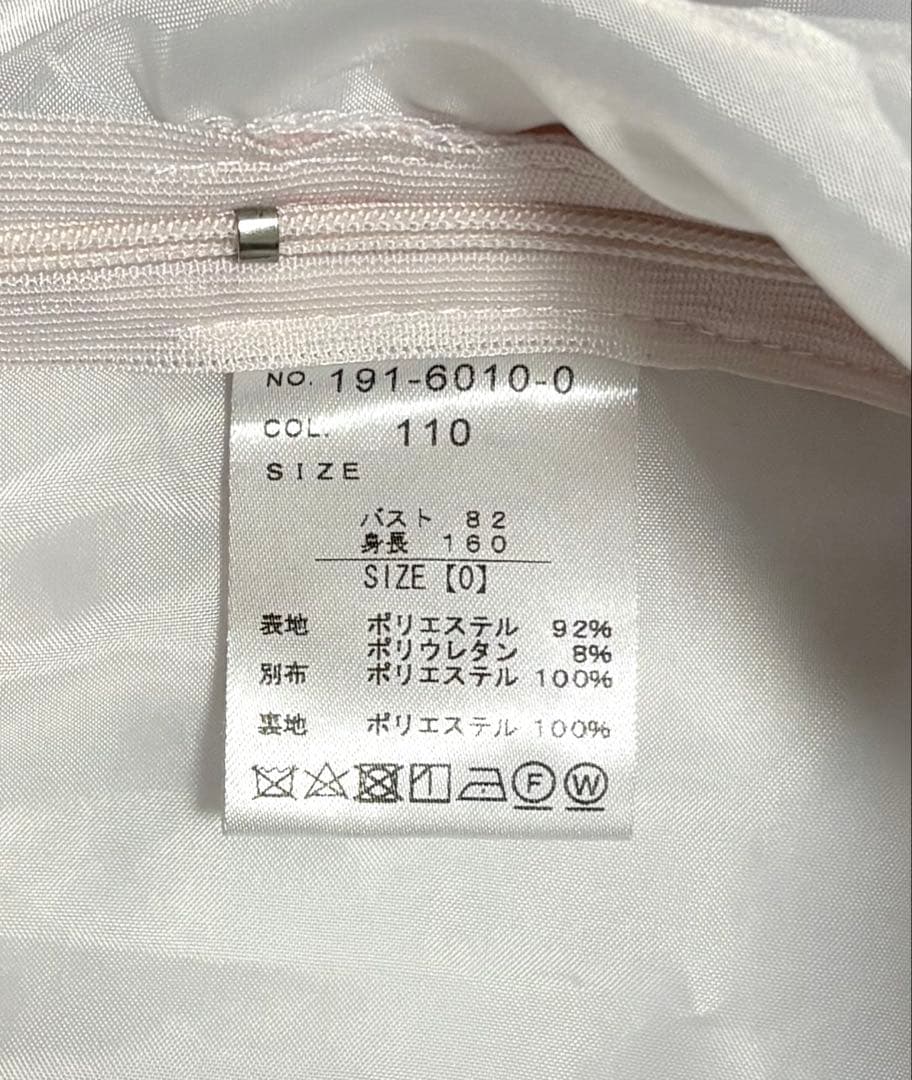 NO. 191-6010-0
COL. 110
SIZE
バスト 82
身長 160
SIZE【0】
表地 ポリエステル 92%
ポリウレタン 8%
別布 ポリエステル 100%
裏地 ポリエステル 100%
F W